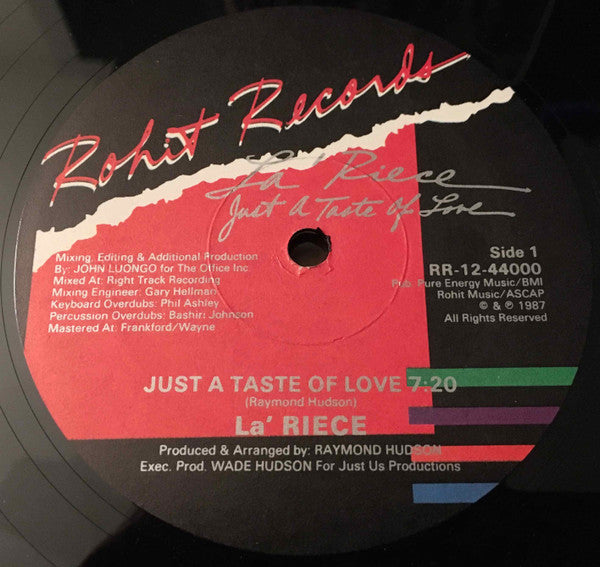 Rohit Records
La' Riece
Just A Taste Of Love
Mixing, Editing & Additional Production
By: JOHN LUONGO for The Office Inc.
Mixed At: Right Track Recording
Mixing Engineer: Gary Hellman
Keyboard Overdubs: Phil Ashley
Percussion Overdubs: Bashiri Johnson
Mastered At: Frankford/Wayne
Side 1
RR-12-44000
Pub. Pure Energy Music/BMI
Rohit Music/ASCAP
© & ℗ 1987
All Rights Reserved
JUST A TASTE OF LOVE 7:20
(Raymond Hudson)
La' RIECE
Produced & Arranged by: RAYMOND HUDSON
Exec. Prod. WADE HUDSON For Just Us Productions